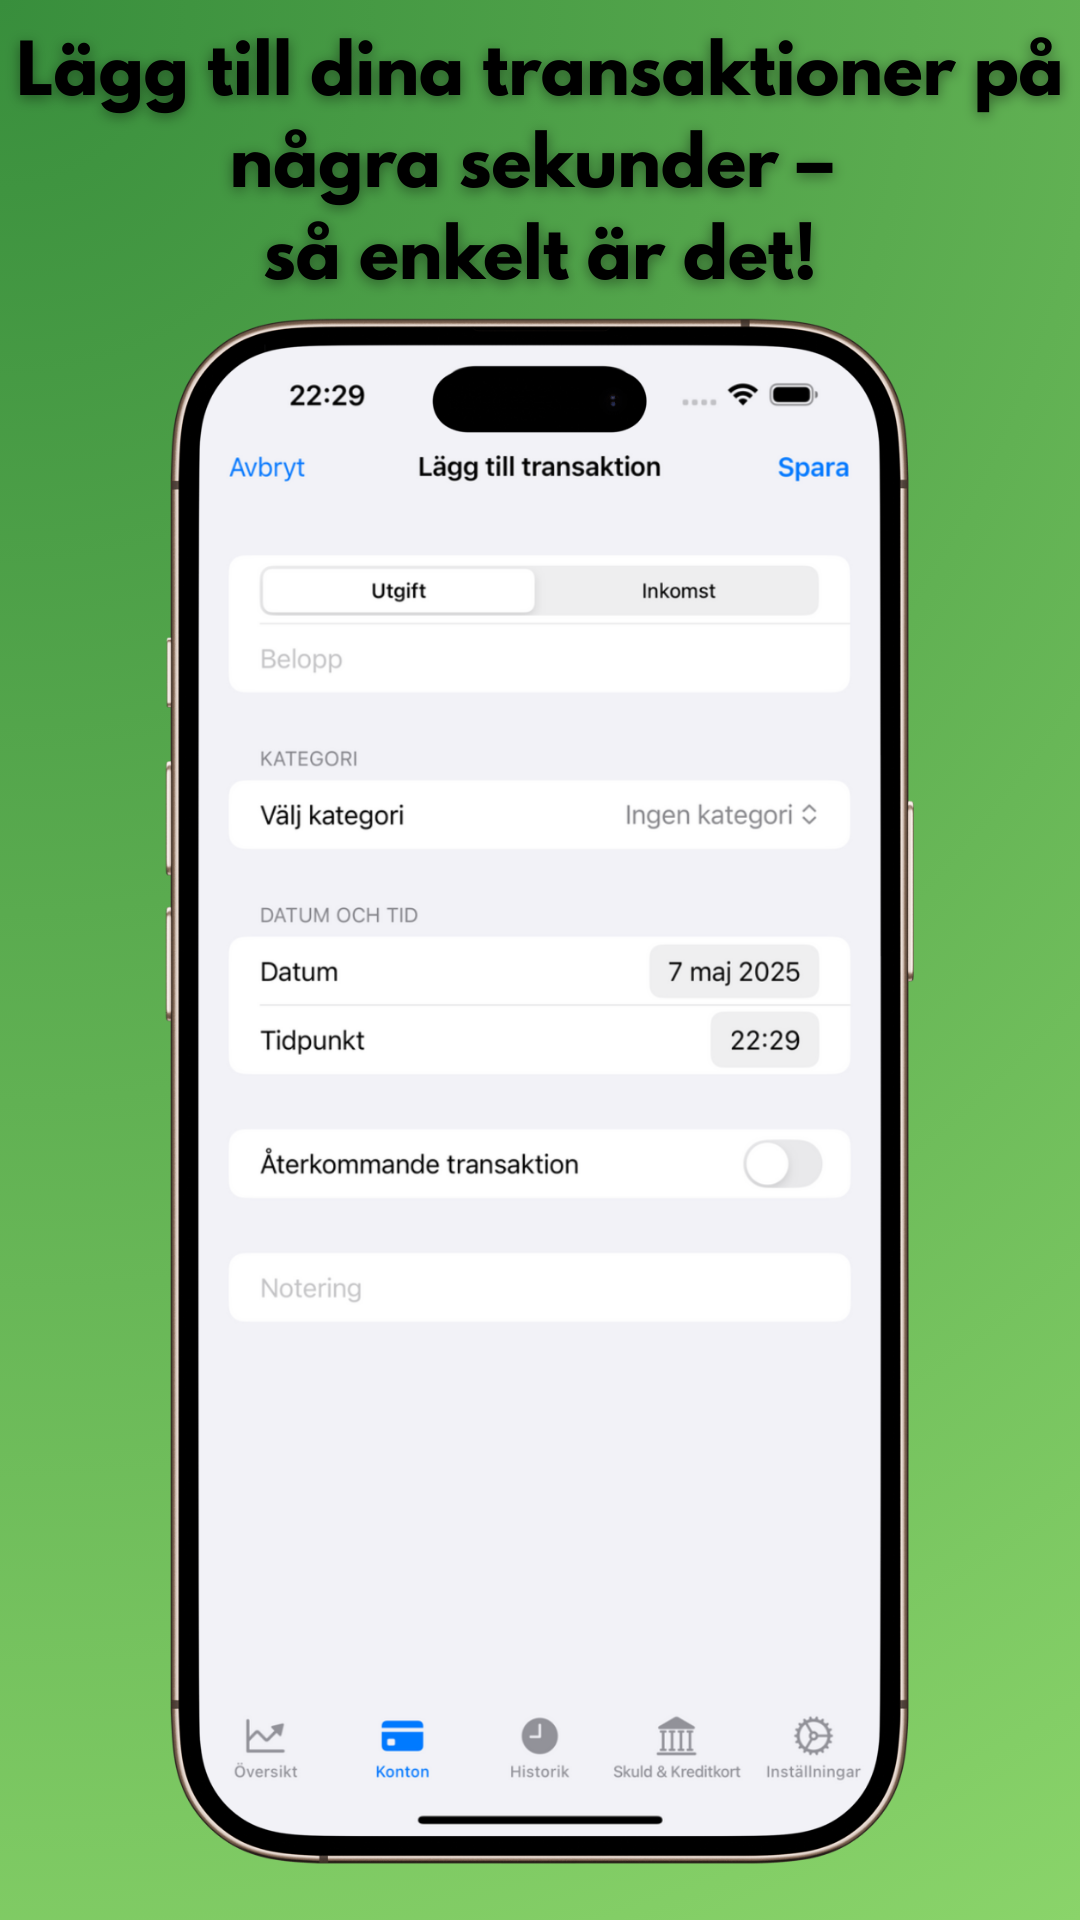 Lägg till dina transaktioner på
några sekunder –
så enkelt är det!
22:29
Avbryt
Lägg till transaktion
Spara
Utgift
Inkomst
Belopp
KATEGORI
Välj kategori
Ingen kategori
DATUM OCH TID
Datum
7 maj 2025
Tidpunkt
22:29
Återkommande transaktion
Notering
Översikt
Konton
Historik
Skuld & Kreditkort
Inställningar